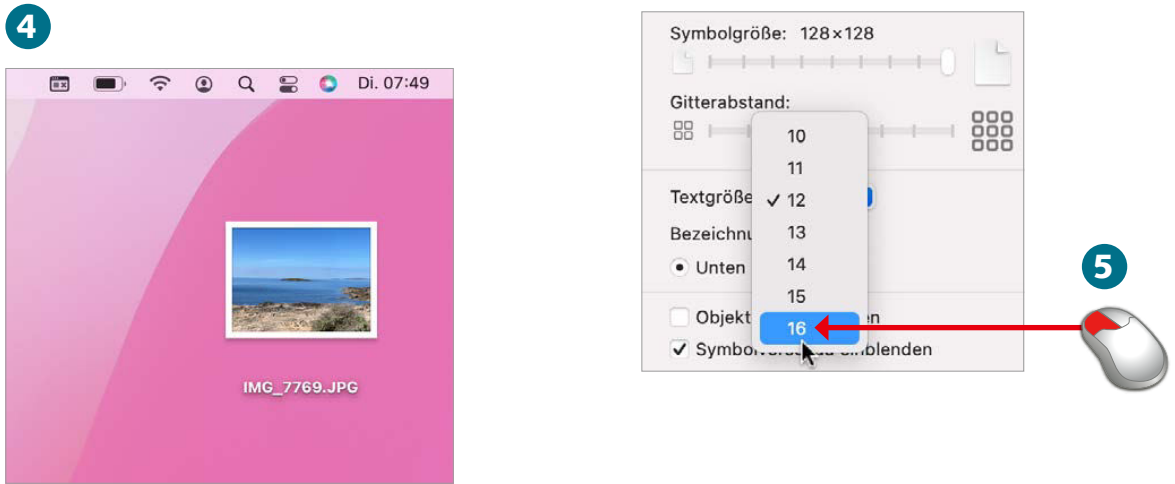 4
Di. 07:49
IMG_7769.JPG
Symbolgröße: 128×128
Gitterabstand:
10
11
Textgröße
✓ 12
Bezeichnu
13
Unten
14
15
Objekt
16
en
✓ Symbolvorschau einblenden
5